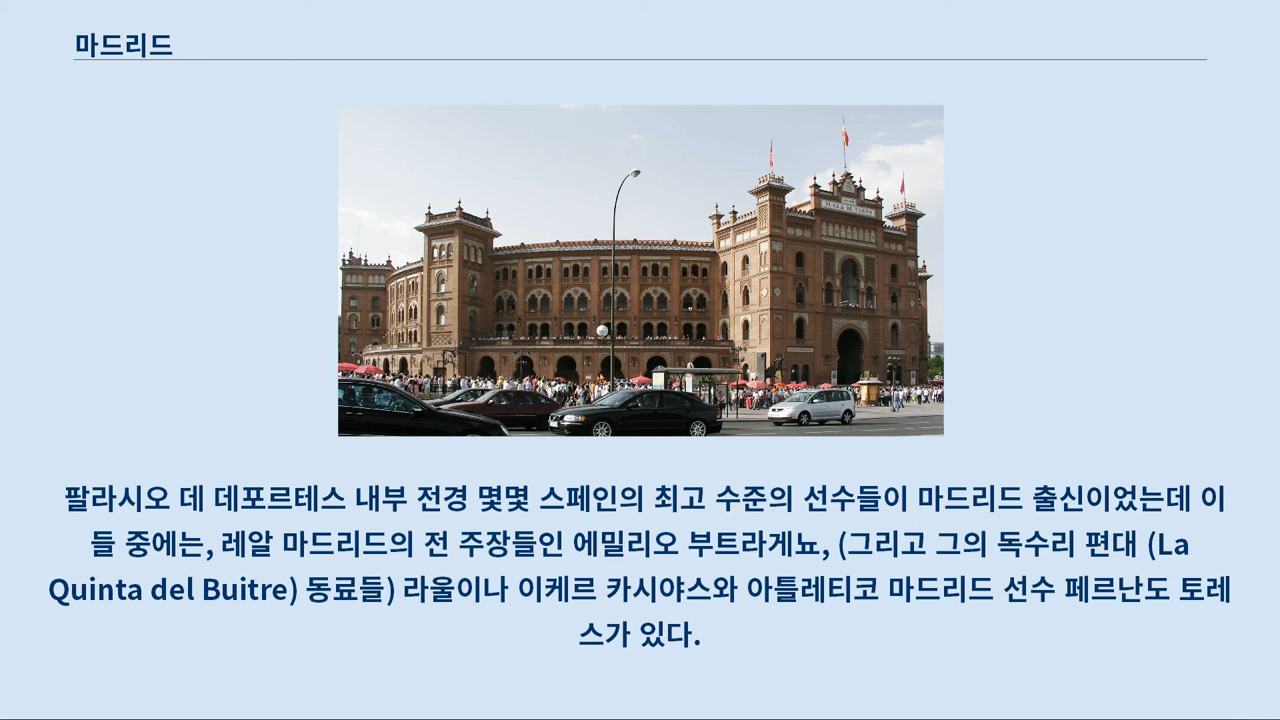 마드리드
PLAZA DE TOROS
팔라시오 데 데포르테스 내부 전경 몇몇 스페인의 최고 수준의 선수들이 마드리드 출신이었는데 이
들 중에는, 레알 마드리드의 전 주장들인 에밀리오 부트라게뇨, (그리고 그의 독수리 편대 (La
Quinta del Buitre) 동료들) 라울이나 이케르 카시야스와 아틀레티코 마드리드 선수 페르난도 토레
스가 있다.